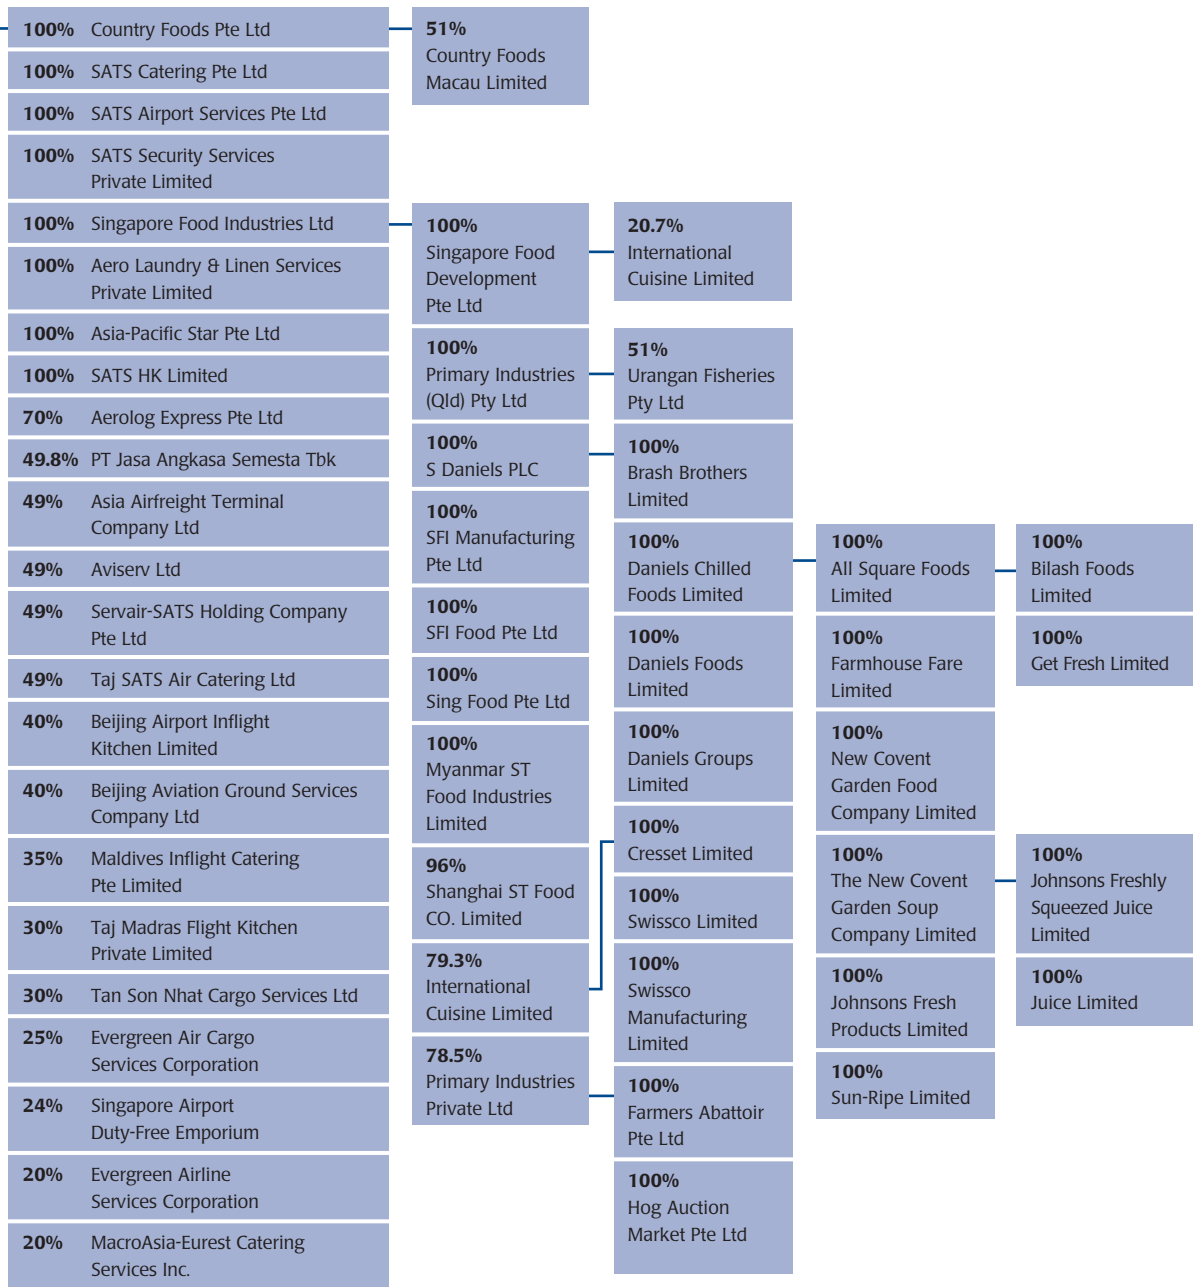 100% Country Foods Pte Ltd
100% SATS Catering Pte Ltd
100% SATS Airport Services Pte Ltd
100% SATS Security Services
Private Limited
100% Singapore Food Industries Ltd
100% Aero Laundry & Linen Services
Private Limited
100% Asia-Pacific Star Pte Ltd
100% SATS HK Limited
70% Aerolog Express Pte Ltd
49.8% PT Jasa Angkasa Semesta Tbk
49% Asia Airfreight Terminal
Company Ltd
49% Aviserv Ltd
49% Servair-SATS Holding Company
Pte Ltd
49% Taj SATS Air Catering Ltd
40% Beijing Airport Inflight
Kitchen Limited
40% Beijing Aviation Ground Services
Company Ltd
35% Maldives Inflight Catering
Pte Limited
30% Taj Madras Flight Kitchen
Private Limited
30% Tan Son Nhat Cargo Services Ltd
25% Evergreen Air Cargo
Services Corporation
24% Singapore Airport
Duty-Free Emporium
20% Evergreen Airline
Services Corporation
20% MacroAsia-Eurest Catering
Services Inc.
51%
Country Foods
Macau Limited
100%
Singapore Food
Development
Pte Ltd
100%
Primary Industries
(Qld) Pty Ltd
100%
S Daniels PLC
100%
SFI Manufacturing
Pte Ltd
100%
SFI Food Pte Ltd
100%
Sing Food Pte Ltd
100%
Myanmar ST
Food Industries
Limited
96%
Shanghai ST Food
CO. Limited
79.3%
International
Cuisine Limited
78.5%
Primary Industries
Private Ltd
20.7%
International
Cuisine Limited
51%
Urangan Fisheries
Pty Ltd
100%
Brash Brothers
Limited
100%
Daniels Chilled
Foods Limited
100%
Daniels Foods
Limited
100%
Daniels Groups
Limited
100%
Cresset Limited
100%
Swissco Limited
100%
Swissco
Manufacturing
Limited
100%
Farmers Abattoir
Pte Ltd
100%
Hog Auction
Market Pte Ltd
100%
All Square Foods
Limited
100%
Farmhouse Fare
Limited
100%
New Covent
Garden Food
Company Limited
100%
The New Covent
Garden Soup
Company Limited
100%
Johnsons Fresh
Products Limited
100%
Sun-Ripe Limited
100%
Bilash Foods
Limited
100%
Get Fresh Limited
100%
Johnsons Freshly
Squeezed Juice
Limited
100%
Juice Limited